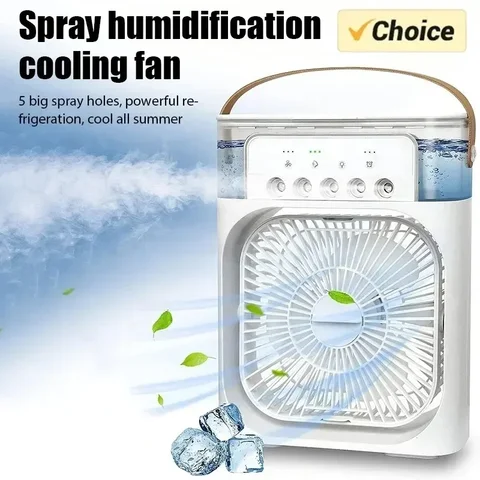 Spray humidification
cooling fan
Choice
5 big spray holes, powerful re-
frigeration, cool all summer